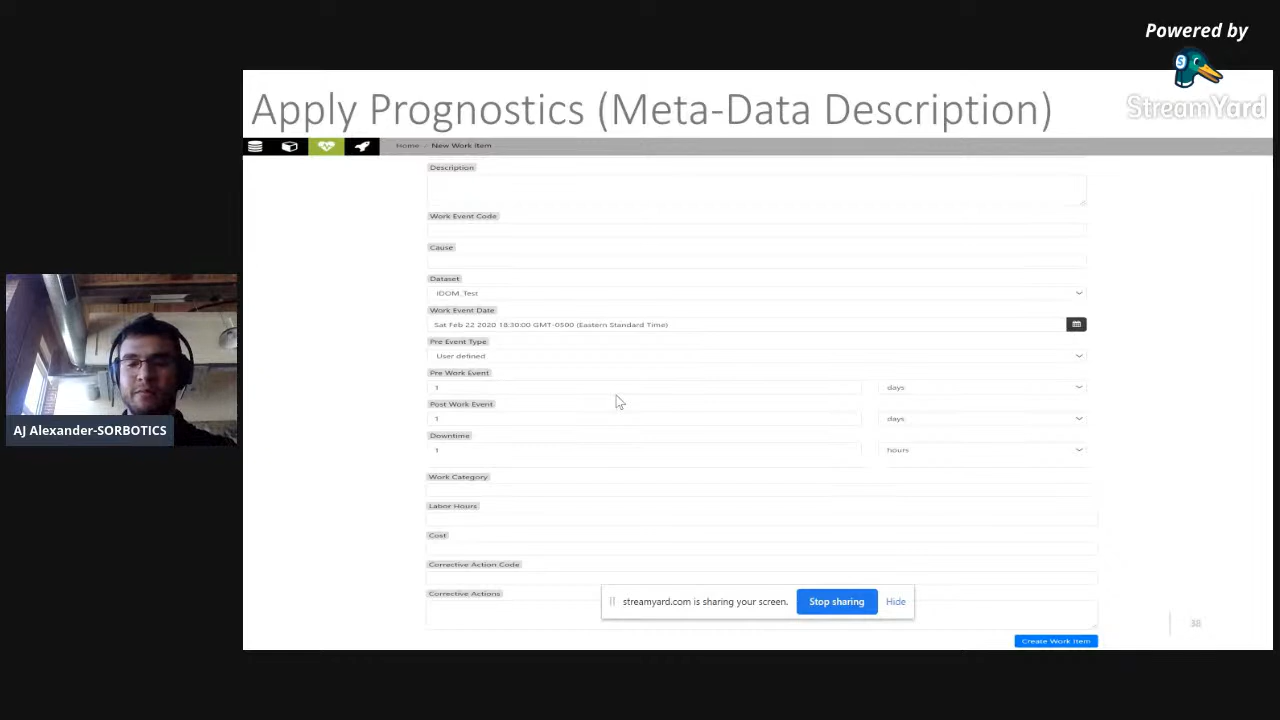 Powered by
S
StreamYard
Apply Prognostics (Meta-Data Description)
Home / New Work Item
Description
Work Event Code
Cause
Dataset
IDOM_Test
Work Event Date
Sat Feb 22 2020 18:30:00 GMT-0500 (Eastern Standard Time)
Pre Event Type
User defined
Pre Work Event
1 days
Post Work Event
1 days
Downtime
1 hours
AJ Alexander-SORBOTICS
Work Category
Labor Hours
Cost
Corrective Action Code
Corrective Actions
streamyard.com is sharing your screen. Stop sharing Hide
38
Create Work Item